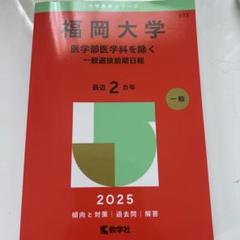 大学赤本シリーズ
福岡大学
医学部医学科を除く
一般選抜前期日程
最近2カ年
一般
2025
傾向と対策｜過去問｜解答
教学社